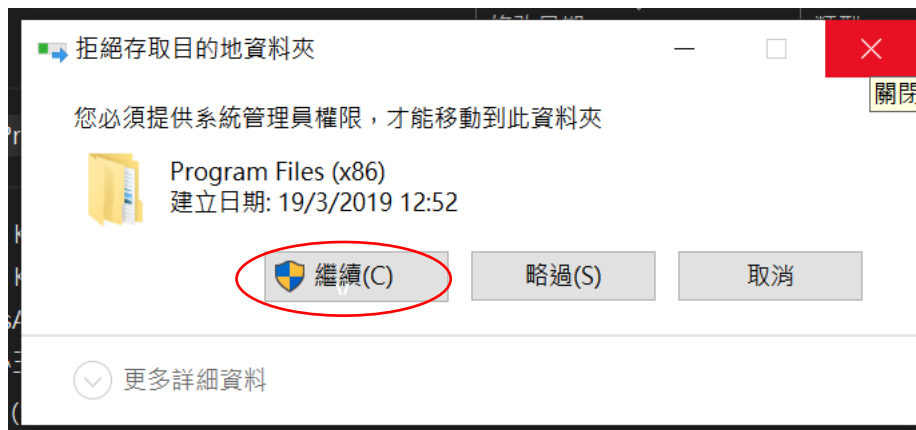 拒絕存取目的地資料夾
關閉
您必須提供系統管理員權限，才能移動到此資料夾
Program Files (x86)
建立日期: 19/3/2019 12:52
繼續(C)
略過(S)
取消
更多詳細資料